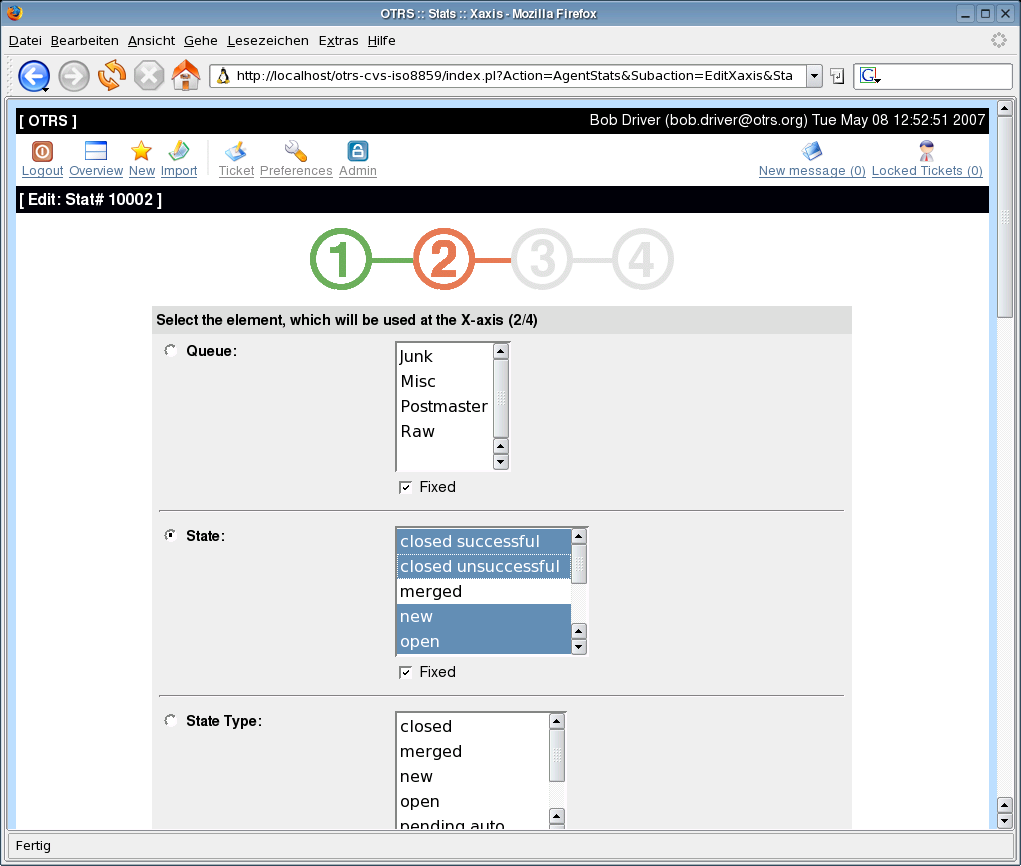 OTRS :: Stats :: Xaxis - Mozilla Firefox
Datei Bearbeiten Ansicht Gehe Lesezeichen Extras Hilfe
http://localhost/otrs-cvs-iso8859/index.pl?Action=AgentStats&Subaction=EditXaxis&Sta
G
[ OTRS ] Bob Driver (bob.driver@otrs.org) Tue May 08 12:52:51 2007
Logout Overview New Import Ticket Preferences Admin New message (0) Locked Tickets (0)
[ Edit: Stat# 10002 ]
1 2 3 4
Select the element, which will be used at the X-axis (2/4)
Queue:
Junk
Misc
Postmaster
Raw
Fixed
State:
closed successful
closed unsuccessful
merged
new
open
Fixed
State Type:
closed
merged
new
open
pending auto
Fertig